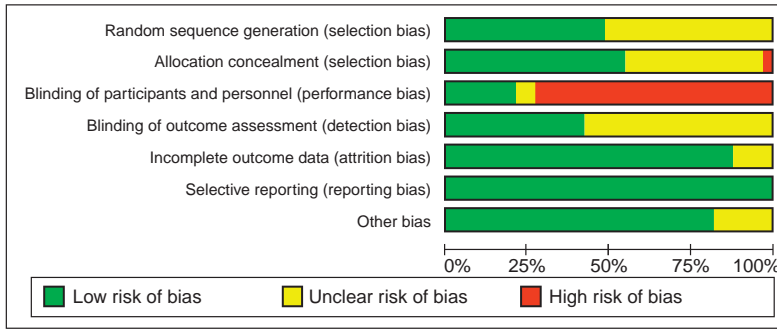 Random sequence generation (selection bias)
Allocation concealment (selection bias)
Blinding of participants and personnel (performance bias)
Blinding of outcome assessment (detection bias)
Incomplete outcome data (attrition bias)
Selective reporting (reporting bias)
Other bias
0% 25% 50% 75% 100%
Low risk of bias Unclear risk of bias High risk of bias